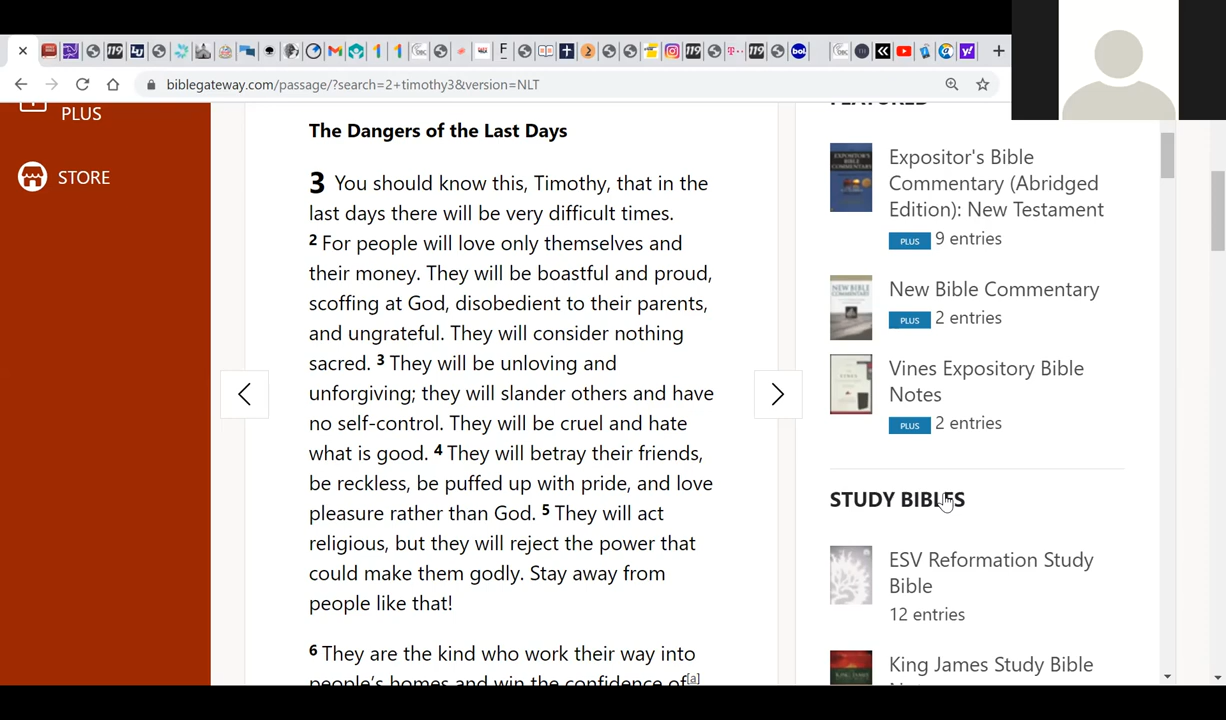 biblegateway.com/passage/?search=2+timothy3&version=NLT
PLUS
STORE
The Dangers of the Last Days
3 You should know this, Timothy, that in the
last days there will be very difficult times.
2 For people will love only themselves and
their money. They will be boastful and proud,
scoffing at God, disobedient to their parents,
and ungrateful. They will consider nothing
sacred. 3 They will be unloving and
unforgiving; they will slander others and have
no self-control. They will be cruel and hate
what is good. 4 They will betray their friends,
be reckless, be puffed up with pride, and love
pleasure rather than God. 5 They will act
religious, but they will reject the power that
could make them godly. Stay away from
people like that!
6 They are the kind who work their way into
people's homes and win the confidence of[a]
FEATURED
Expositor's Bible
Commentary (Abridged
Edition): New Testament
PLUS 9 entries
New Bible Commentary
PLUS 2 entries
Vines Expository Bible
Notes
PLUS 2 entries
STUDY BIBLES
ESV Reformation Study
Bible
12 entries
King James Study Bible